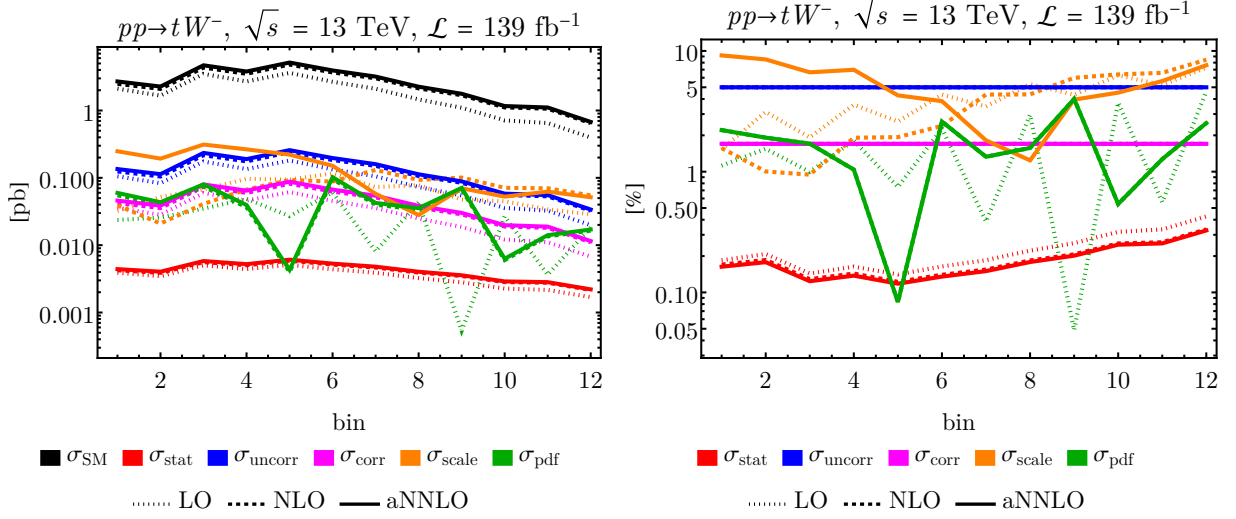 pp→tW⁻, √s = 13 TeV, ℒ = 139 fb⁻¹
[pb]
1
0.100
0.010
0.001
2 4 6 8 10 12
bin
σSM σstat σuncorr σcorr σscale σpdf
LO NLO aNNLO
pp→tW⁻, √s = 13 TeV, ℒ = 139 fb⁻¹
[%]
10
5
1
0.50
0.10
0.05
2 4 6 8 10 12
bin
σstat σuncorr σcorr σscale σpdf
LO NLO aNNLO